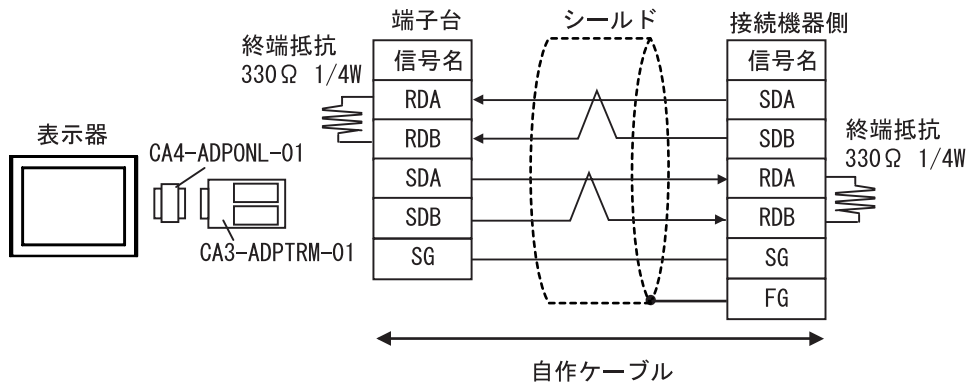 端子台
シールド
接続機器側
終端抵抗
330Ω 1/4W
信号名
信号名
RDA
SDA
RDB
SDB
終端抵抗
330Ω 1/4W
表示器
CA4-ADPONL-01
SDA
RDA
SDB
RDB
CA3-ADPTRM-01
SG
SG
FG
自作ケーブル